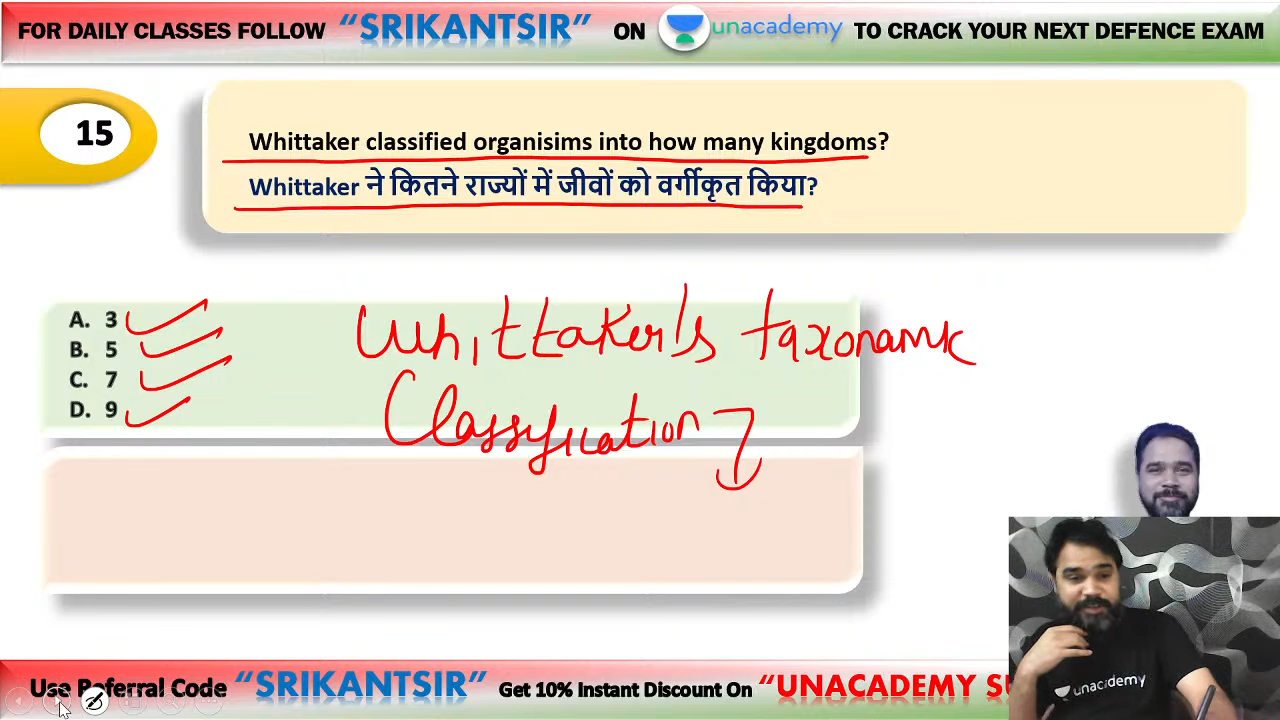 FOR DAILY CLASSES FOLLOW "SRIKANTSIR" ON unacademy TO CRACK YOUR NEXT DEFENCE EXAM
15
Whittaker classified organisims into how many kingdoms?
Whittaker ने कितने राज्यों में जीवों को वर्गीकृत किया?
A. 3
B. 5
C. 7
D. 9
Whittaker's taxonamic
Classification
unacademy
Use Referral Code "SRIKANTSIR" Get 10% Instant Discount On "UNACADEMY SU